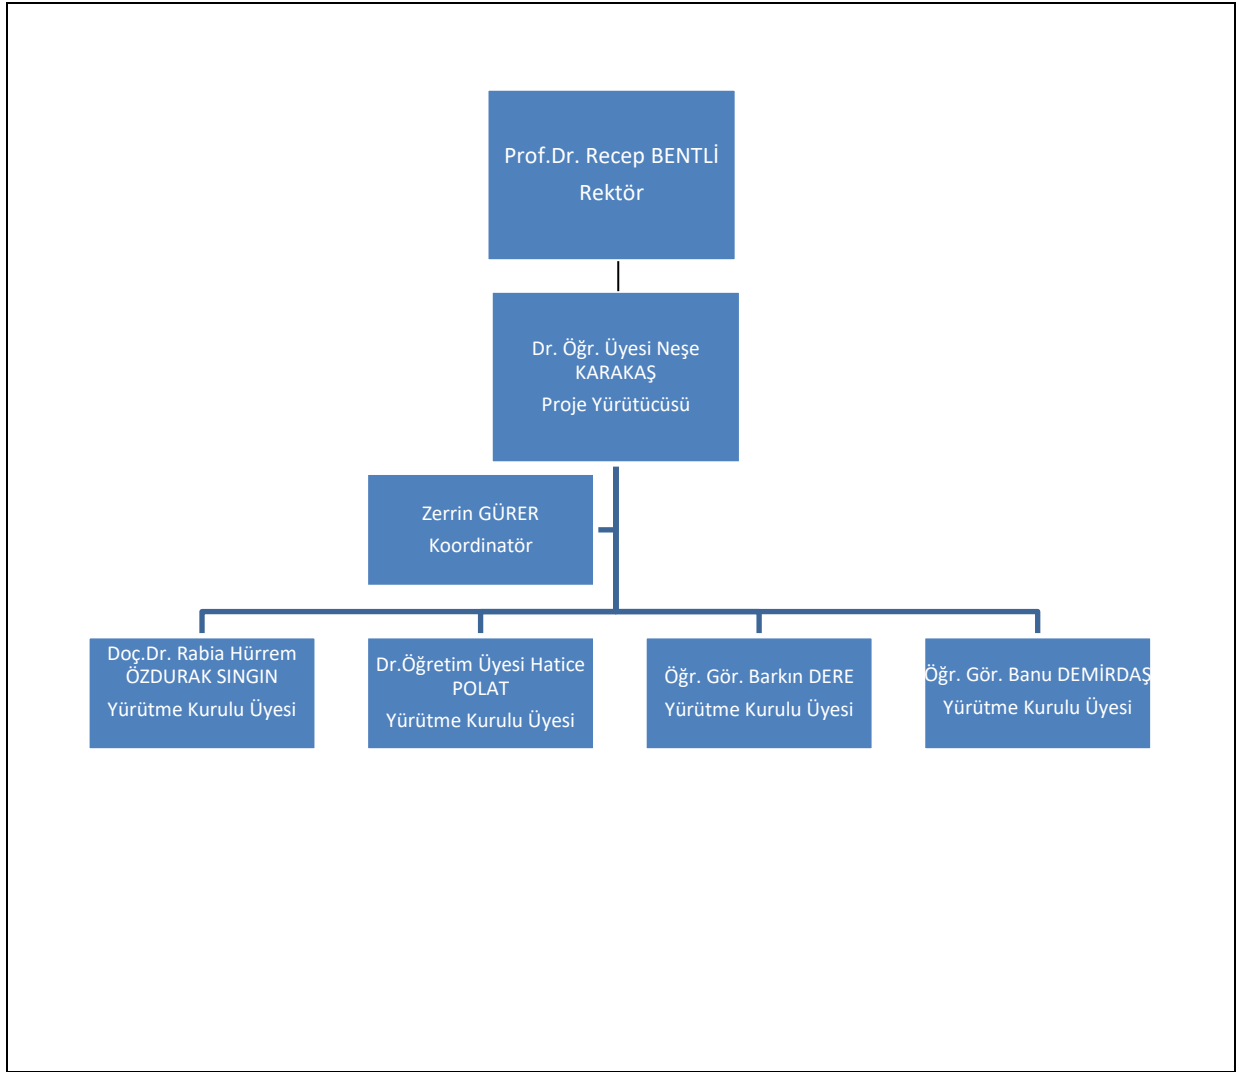 Prof.Dr. Recep BENTLİ
Rektör
Dr. Öğr. Üyesi Neşe
KARAKAŞ
Proje Yürütücüsü
Zerrin GÜRER
Koordinatör
Doç.Dr. Rabia Hürrem
ÖZDURAK SINGIN
Yürütme Kurulu Üyesi
Dr.Öğretim Üyesi Hatice
POLAT
Yürütme Kurulu Üyesi
Öğr. Gör. Barkın DERE
Yürütme Kurulu Üyesi
Öğr. Gör. Banu DEMİRDAŞ
Yürütme Kurulu Üyesi